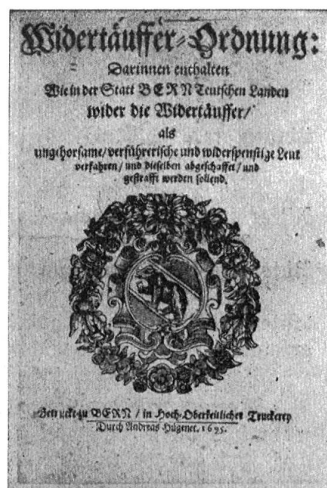 Widertäuffer-Ordnung:
Darinnen enthalten
Wie in der Statt BERN Teutschen Landen
wider die Widertäuffer/
als
ungehorsame/verführerische und widerspenstige Leut
verfahren/und dieselben abgeschaffet/und
gestrafft werden sollend.
Getruckt zu BERN/in Hoch-Oberkeitlicher Truckerey
Durch Andreas Hügenet. 1695.